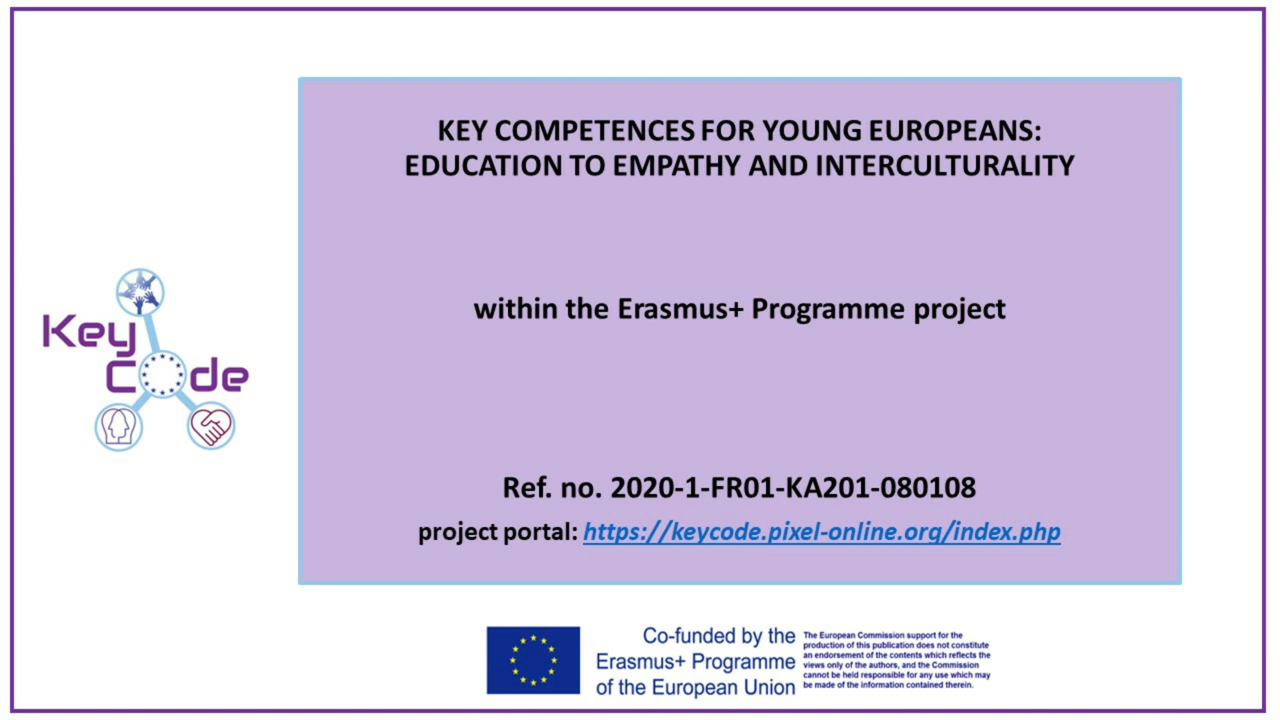 KEY COMPETENCES FOR YOUNG EUROPEANS:
EDUCATION TO EMPATHY AND INTERCULTURALITY
within the Erasmus+ Programme project
Key
Code
Ref. no. 2020-1-FR01-KA201-080108
project portal: https://keycode.pixel-online.org/index.php
Co-funded by the
Erasmus+ Programme
of the European Union
The European Commission support for the
production of this publication does not constitute
an endorsement of the contents which reflects the
views only of the authors, and the Commission
cannot be held responsible for any use which may
be made of the information contained therein.